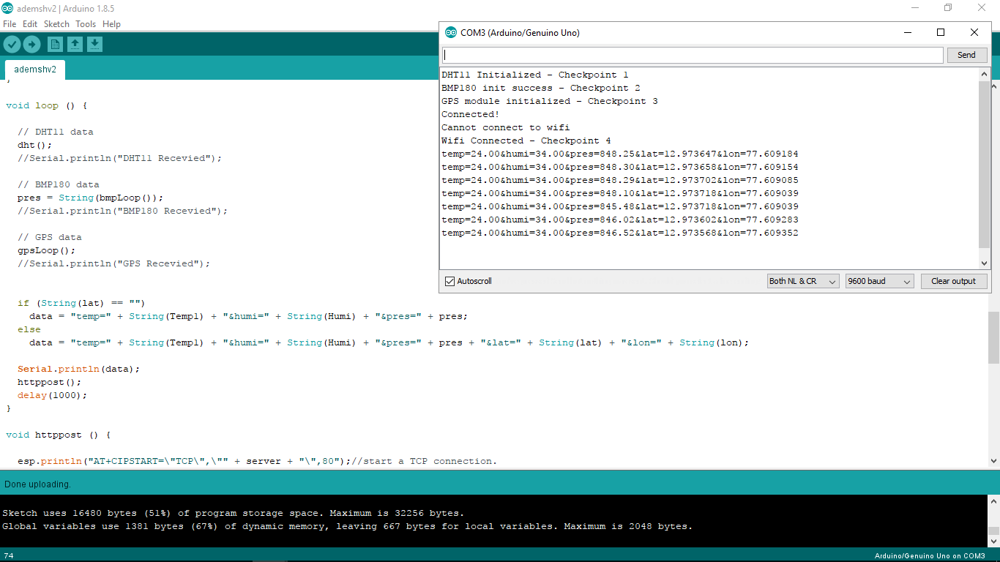 ademshv2 | Arduino 1.8.5
File Edit Sketch Tools Help
ademshv2
}
void loop () {
// DHT11 data
dht();
//Serial.println("DHT11 Recevied");
// BMP180 data
pres = String(bmpLoop());
//Serial.println("BMP180 Recevied");
// GPS data
gpsLoop();
//Serial.println("GPS Recevied");
if (String(lat) == "")
data = "temp=" + String(Temp1) + "&humi=" + String(Humi) + "&pres=" + pres;
else
data = "temp=" + String(Temp1) + "&humi=" + String(Humi) + "&pres=" + pres + "&lat=" + String(lat) + "&lon=" + String(lon);
Serial.println(data);
httppost();
delay(1000);
}
void httppost () {
esp.println("AT+CIPSTART=\"TCP\",\"" + server + "\",80");//start a TCP connection.
COM3 (Arduino/Genuino Uno)
Send
DHT11 Initialized - Checkpoint 1
BMP180 init success - Checkpoint 2
GPS module initialized - Checkpoint 3
Connected!
Cannot connect to wifi
Wifi Connected - Checkpoint 4
temp=24.00&humi=34.00&pres=848.25&lat=12.973647&lon=77.609184
temp=24.00&humi=34.00&pres=848.30&lat=12.973658&lon=77.609154
temp=24.00&humi=34.00&pres=848.29&lat=12.973702&lon=77.609085
temp=24.00&humi=34.00&pres=848.10&lat=12.973718&lon=77.609039
temp=24.00&humi=34.00&pres=845.48&lat=12.973718&lon=77.609039
temp=24.00&humi=34.00&pres=846.02&lat=12.973602&lon=77.609283
temp=24.00&humi=34.00&pres=846.52&lat=12.973568&lon=77.609352
Autoscroll
Both NL & CR
9600 baud
Clear output
Done uploading.
Sketch uses 16480 bytes (51%) of program storage space. Maximum is 32256 bytes.
Global variables use 1381 bytes (67%) of dynamic memory, leaving 667 bytes for local variables. Maximum is 2048 bytes.
74
Arduino/Genuino Uno on COM3